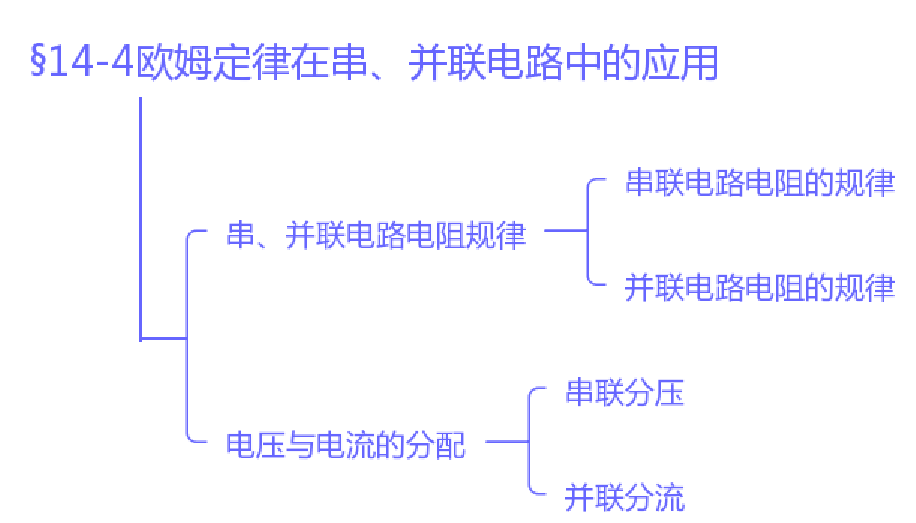 §14-4欧姆定律在串、并联电路中的应用
串、并联电路电阻规律
串联电路电阻的规律
并联电路电阻的规律
电压与电流的分配
串联分压
并联分流